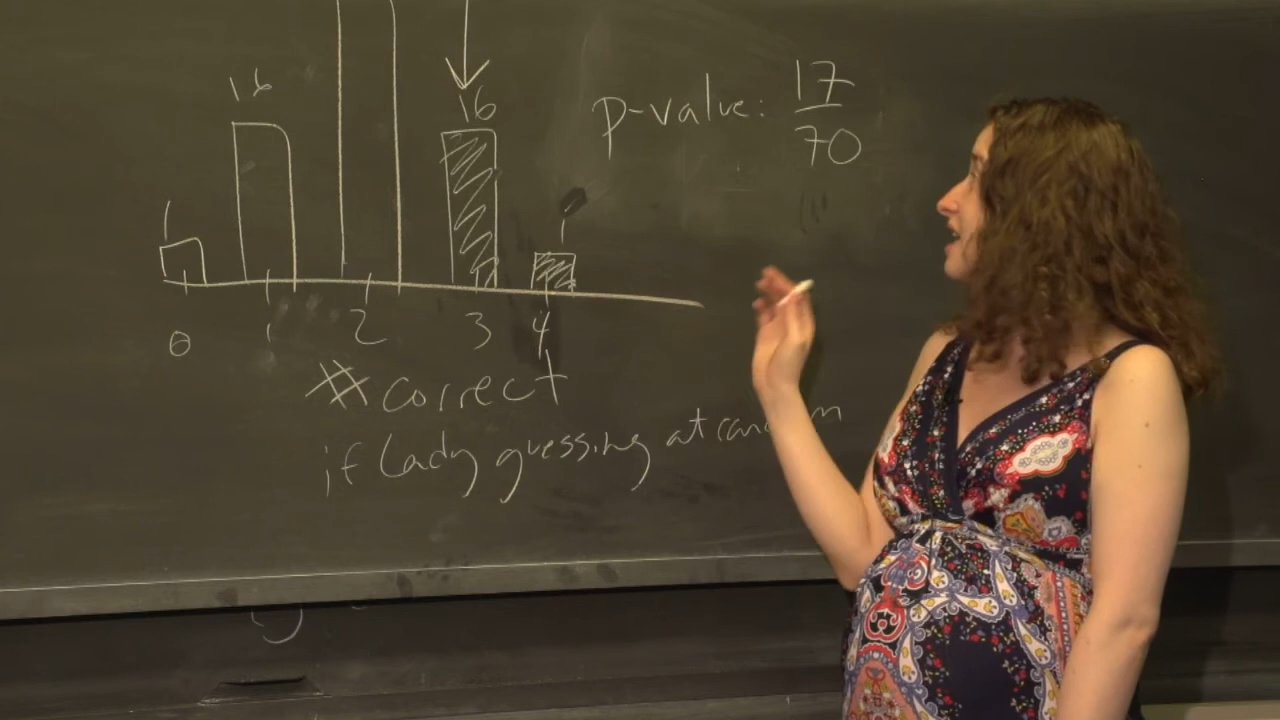 16
16
p-value: 17
70
1
1
0 1 2 3 4
# correct
if Lady guessing at random